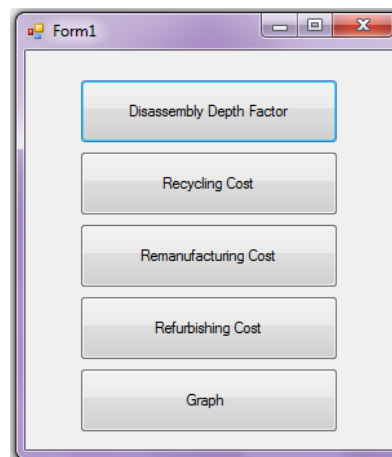 Form1
Disassembly Depth Factor
Recycling Cost
Remanufacturing Cost
Refurbishing Cost
Graph